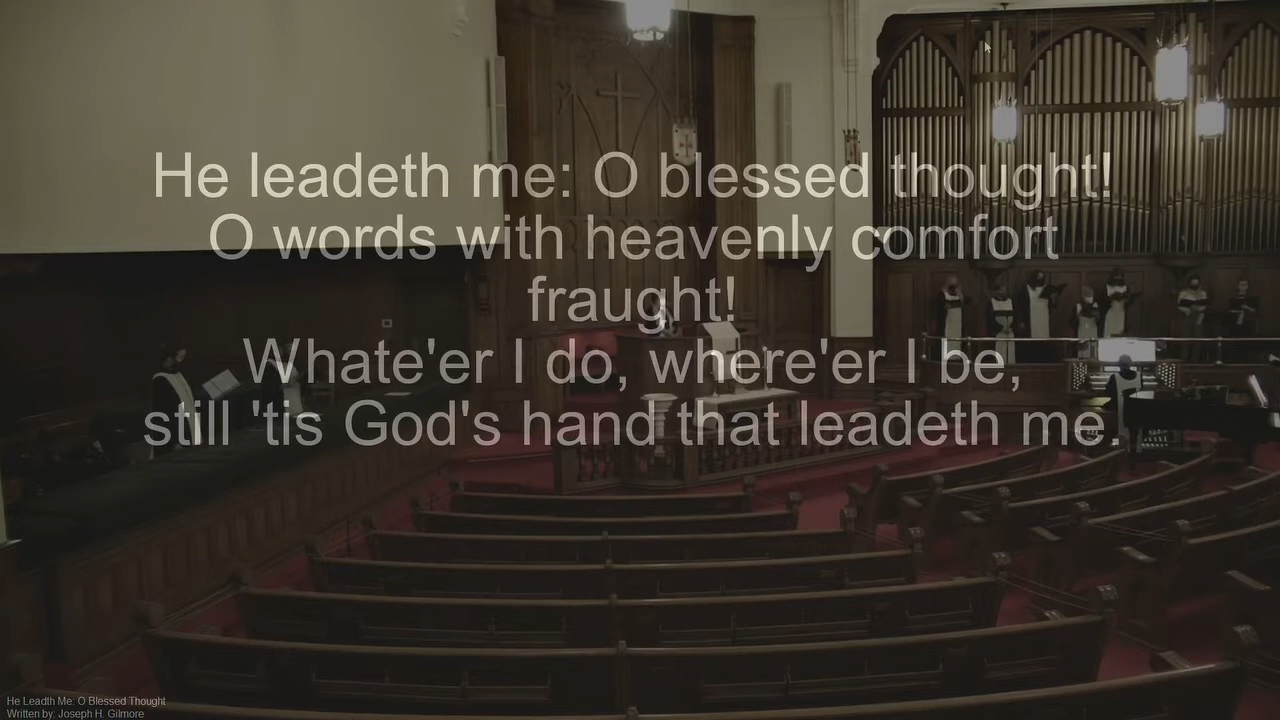 He leadeth me: O blessed thought!
O words with heavenly comfort
fraught!
Whate'er I do, where'er I be,
still 'tis God's hand that leadeth me.
He Leadth Me: O Blessed Thought
Written by: Joseph H. Gilmore